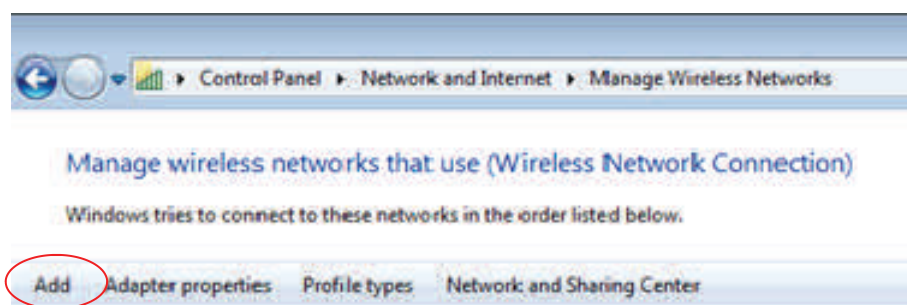 Control Panel Network and Internet Manage Wireless Networks
Manage wireless networks that use (Wireless Network Connection)
Windows tries to connect to these networks in the order listed below.
Add Adapter properties Profile types Network and Sharing Center